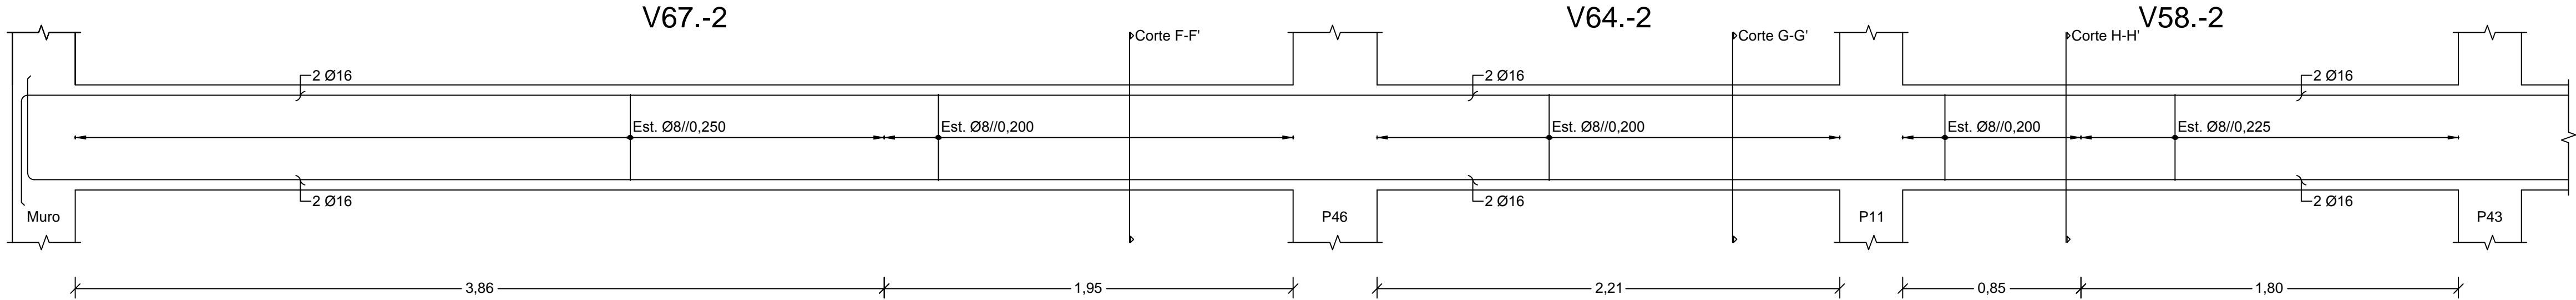 V67.-2
V64.-2
V58.-2
Corte F-F'
Corte G-G'
Corte H-H'
2 Ø16
2 Ø16
2 Ø16
Est. Ø8//0,250
Est. Ø8//0,200
Est. Ø8//0,200
Est. Ø8//0,200
Est. Ø8//0,225
2 Ø16
2 Ø16
2 Ø16
Muro
P46
P11
P43
3,86
1,95
2,21
0,85
1,80